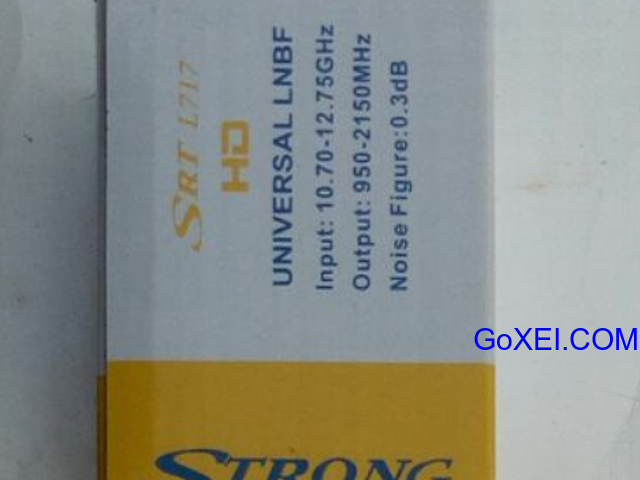 SRT L717
HD
UNIVERSAL LNBF
Input: 10.70-12.75GHz
Output: 950-2150MHz
Noise Figure:0.3dB
STRONG
GoXEI.COM